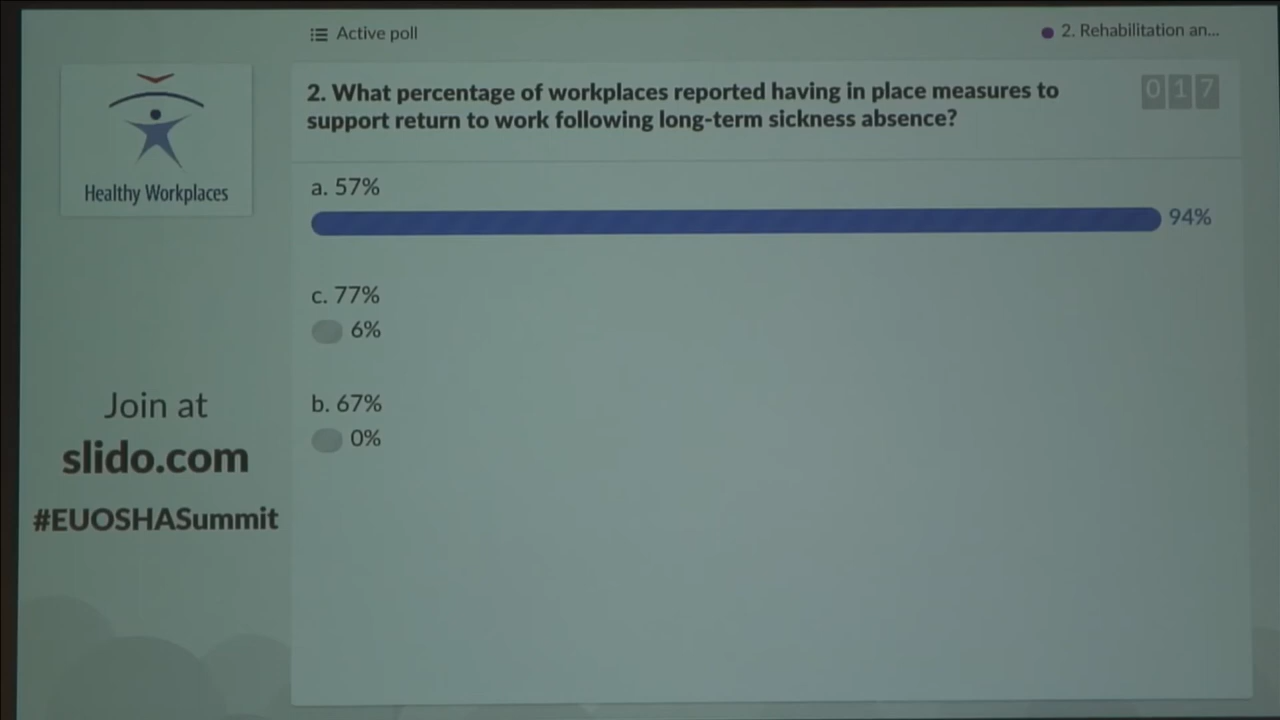 Active poll
2. Rehabilitation an...
2. What percentage of workplaces reported having in place measures to
support return to work following long-term sickness absence?
017
a. 57%
94%
c. 77%
6%
b. 67%
0%
Healthy Workplaces
Join at
slido.com
#EUOSHASummit